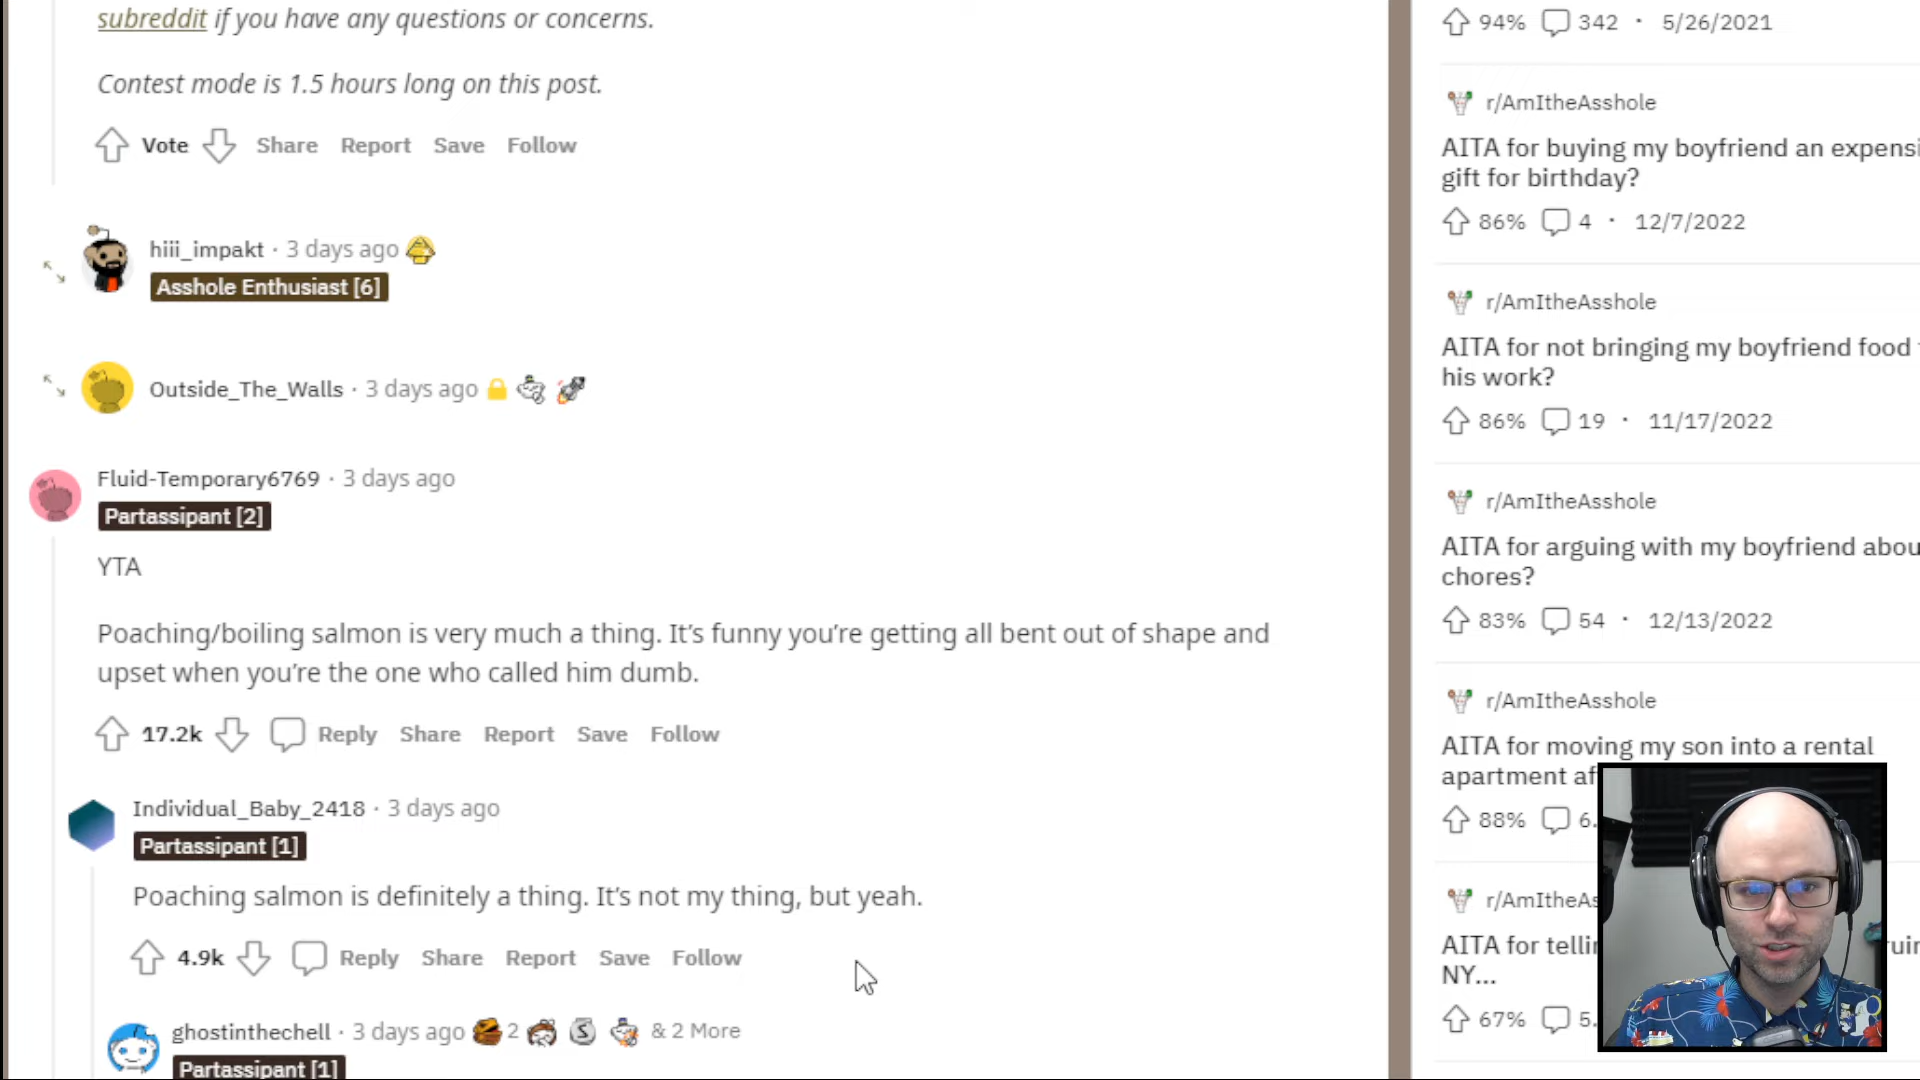 subreddit if you have any questions or concerns.
Contest mode is 1.5 hours long on this post.
Vote Share Report Save Follow
hiii_impakt · 3 days ago
Asshole Enthusiast [6]
Outside_The_Walls · 3 days ago
Fluid-Temporary6769 · 3 days ago
Partassipant [2]
YTA
Poaching/boiling salmon is very much a thing. It’s funny you’re getting all bent out of shape and
upset when you’re the one who called him dumb.
17.2k Reply Share Report Save Follow
Individual_Baby_2418 · 3 days ago
Partassipant [1]
Poaching salmon is definitely a thing. It’s not my thing, but yeah.
4.9k Reply Share Report Save Follow
ghostinthechell · 3 days ago 2 & 2 More
Partassipant [1]
94% 342 · 5/26/2021
r/AmItheAsshole
AITA for buying my boyfriend an expensi
gift for birthday?
86% 4 · 12/7/2022
r/AmItheAsshole
AITA for not bringing my boyfriend food
his work?
86% 19 · 11/17/2022
r/AmItheAsshole
AITA for arguing with my boyfriend abou
chores?
83% 54 · 12/13/2022
r/AmItheAsshole
AITA for moving my son into a rental
apartment af
88% 6.
r/AmItheAs
AITA for telli ruin
NY...
67% 5.